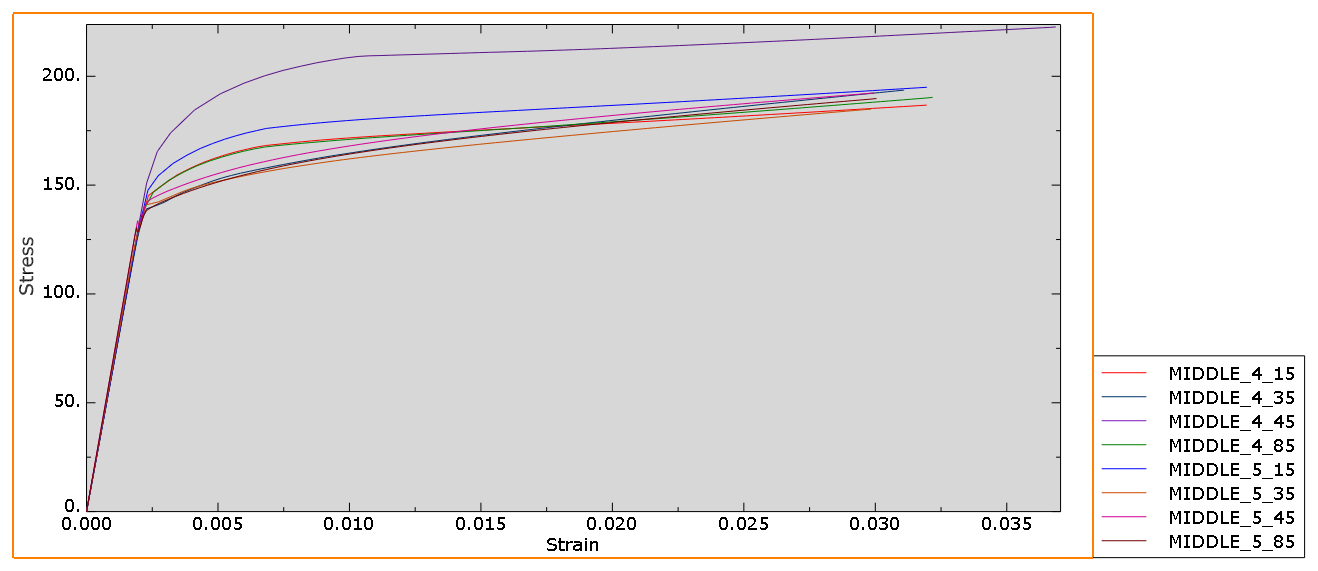 200.
150.
100.
50.
0.
Stress
0.000 0.005 0.010 0.015 0.020 0.025 0.030 0.035
Strain
MIDDLE_4_15
MIDDLE_4_35
MIDDLE_4_45
MIDDLE_4_85
MIDDLE_5_15
MIDDLE_5_35
MIDDLE_5_45
MIDDLE_5_85